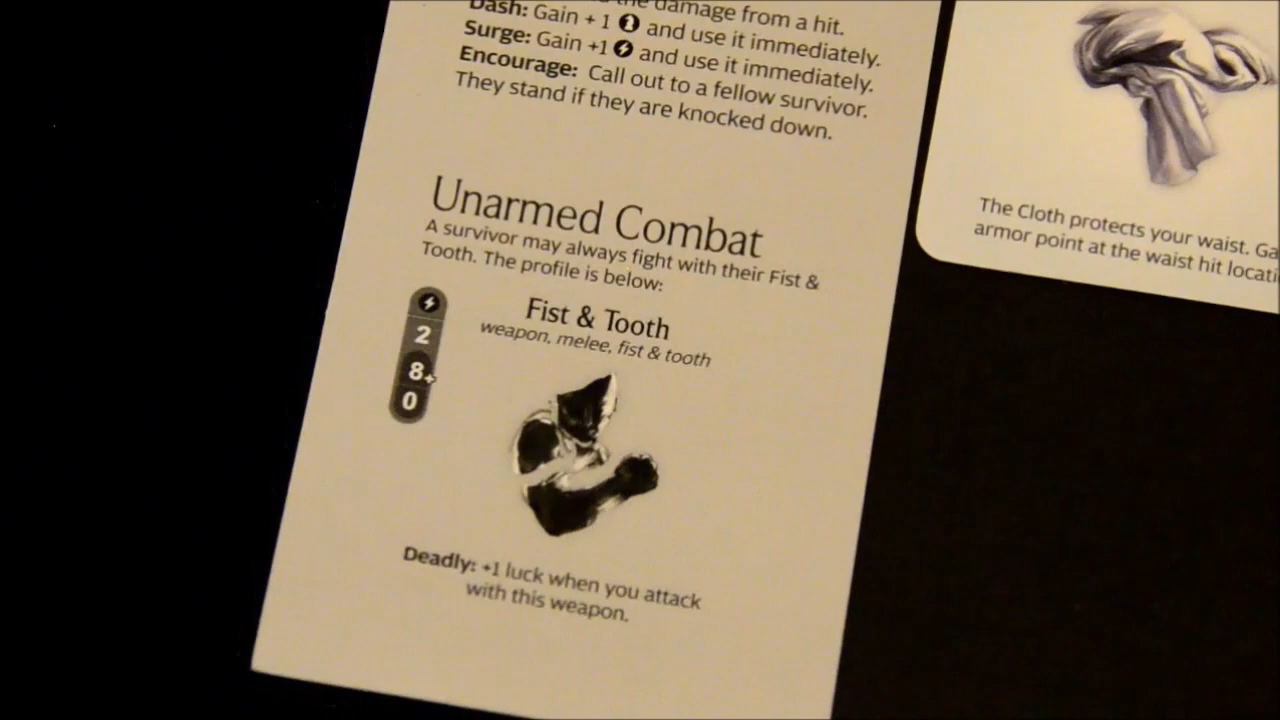 the damage from a hit.
Dash: Gain + 1 and use it immediately.
Surge: Gain +1 and use it immediately.
Encourage: Call out to a fellow survivor.
They stand if they are knocked down.
Unarmed Combat
A survivor may always fight with their Fist &
Tooth. The profile is below:
Fist & Tooth
weapon, melee, fist & tooth
2
8+
0
Deadly: +1 luck when you attack
with this weapon.
The Cloth protects your waist.
armor point at the waist hit